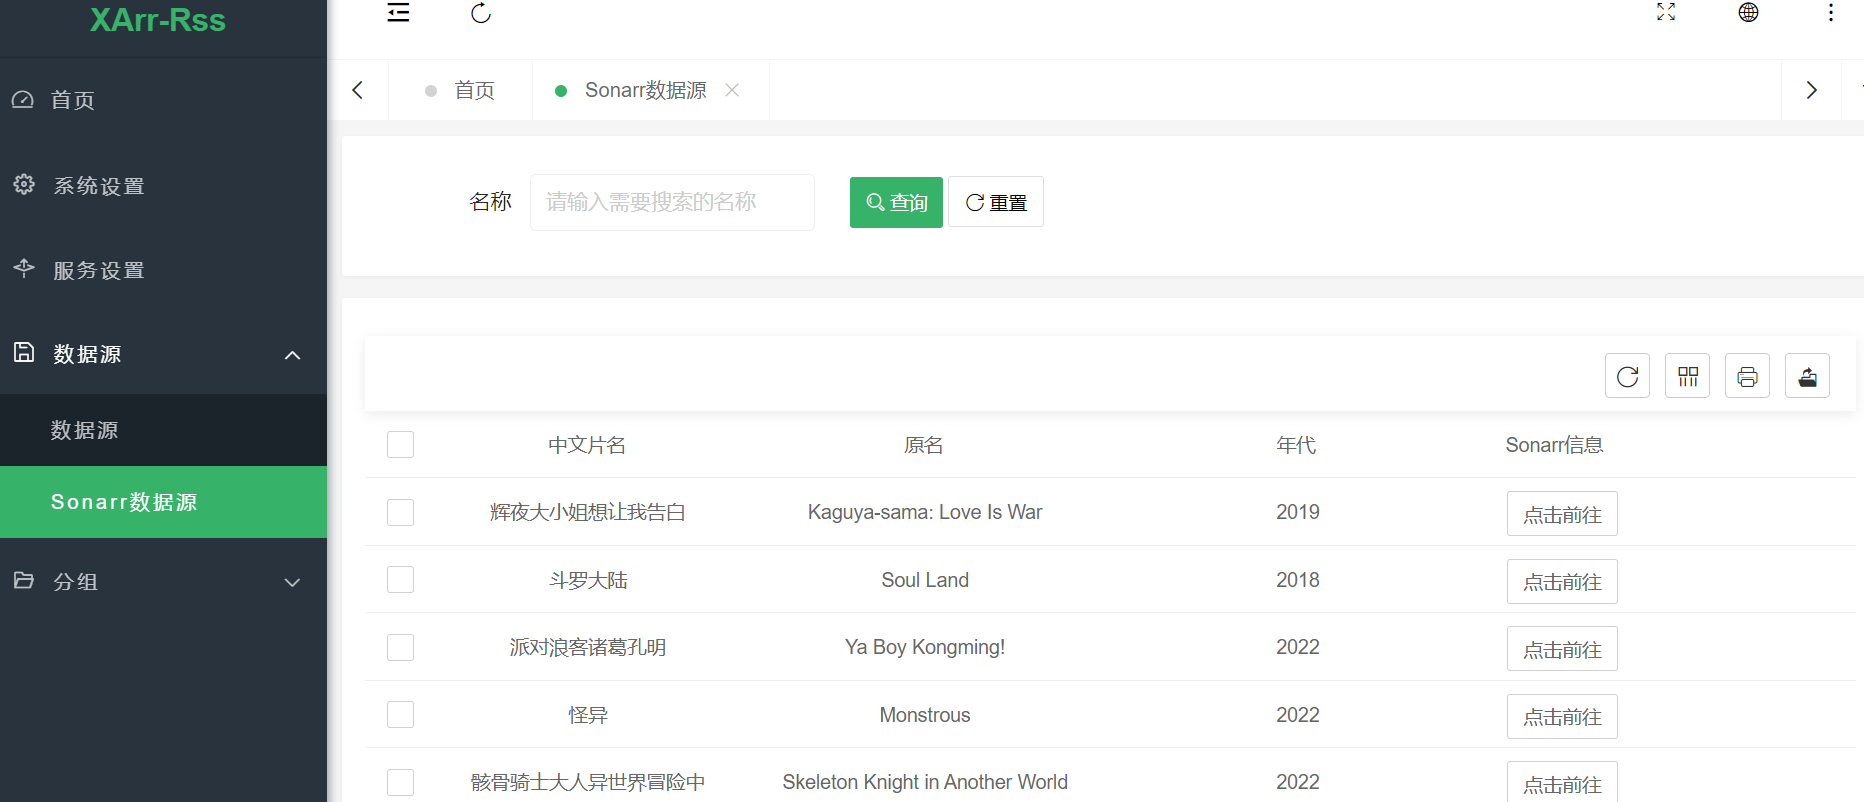 XArr-Rss
首页
系统设置
服务设置
数据源
数据源
Sonarr数据源
分组
首页 Sonarr数据源
名称 请输入需要搜索的名称 查询 重置
中文片名 原名 年代 Sonarr信息
辉夜大小姐想让我告白 Kaguya-sama: Love Is War 2019 点击前往
斗罗大陆 Soul Land 2018 点击前往
派对浪客诸葛孔明 Ya Boy Kongming! 2022 点击前往
怪异 Monstrous 2022 点击前往
骸骨骑士大人异世界冒险中 Skeleton Knight in Another World 2022 点击前往